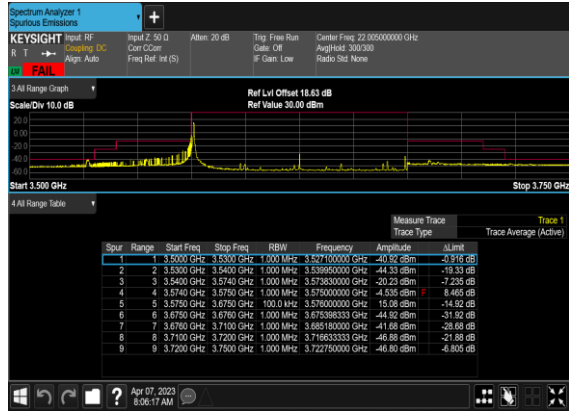 Spectrum Analyzer 1
Spurious Emissions
KEYSIGHT Input: RF Input Z: 50 Ω Atten: 20 dB Trig: Free Run Center Freq: 22.005000000 GHz
R T Coupling: DC Corr CCorr Gate: Off Avg|Hold: 300/300
Align: Auto Freq Ref: Int (S) IF Gain: Low Radio Std: None
LV FAIL
3 All Range Graph Ref Lvl Offset 18.63 dB
Scale/Div 10.0 dB Ref Value 30.00 dBm
20.0
0.00
-20.0
-40.0
-60.0
Start 3.500 GHz Stop 3.750 GHz
4 All Range Table
Measure Trace Trace 1
Trace Type Trace Average (Active)
Spur Range Start Freq Stop Freq RBW Frequency Amplitude ΔLimit
1 1 3.5000 GHz 3.5300 GHz 1.000 MHz 3.527100000 GHz -40.92 dBm -0.916 dB
2 2 3.5300 GHz 3.5400 GHz 1.000 MHz 3.539950000 GHz -44.33 dBm -19.33 dB
3 3 3.5400 GHz 3.5740 GHz 1.000 MHz 3.573830000 GHz -20.23 dBm -7.235 dB
4 4 3.5740 GHz 3.5750 GHz 1.000 MHz 3.575000000 GHz -4.535 dBm F 8.465 dB
5 5 3.5750 GHz 3.6750 GHz 100.0 kHz 3.576000000 GHz 15.08 dBm -14.92 dB
6 6 3.6750 GHz 3.6760 GHz 1.000 MHz 3.675398333 GHz -44.92 dBm -31.92 dB
7 7 3.6760 GHz 3.7100 GHz 1.000 MHz 3.685180000 GHz -41.68 dBm -28.68 dB
8 8 3.7100 GHz 3.7200 GHz 1.000 MHz 3.716633333 GHz -46.88 dBm -21.88 dB
9 9 3.7200 GHz 3.7500 GHz 1.000 MHz 3.722750000 GHz -46.80 dBm -6.805 dB
? Apr 07, 2023
8:06:17 AM